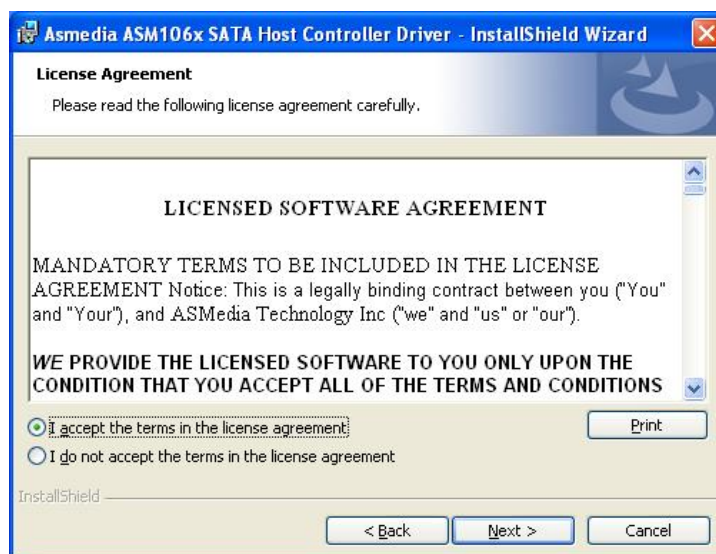 Asmedia ASM106x SATA Host Controller Driver - InstallShield Wizard
License Agreement
Please read the following license agreement carefully.
LICENSED SOFTWARE AGREEMENT
MANDATORY TERMS TO BE INCLUDED IN THE LICENSE
AGREEMENT Notice: This is a legally binding contract between you ("You"
and "Your"), and ASMedia Technology Inc ("we" and "us" or "our").
WE PROVIDE THE LICENSED SOFTWARE TO YOU ONLY UPON THE
CONDITION THAT YOU ACCEPT ALL OF THE TERMS AND CONDITIONS
I accept the terms in the license agreement
Print
I do not accept the terms in the license agreement
InstallShield
< Back
Next >
Cancel